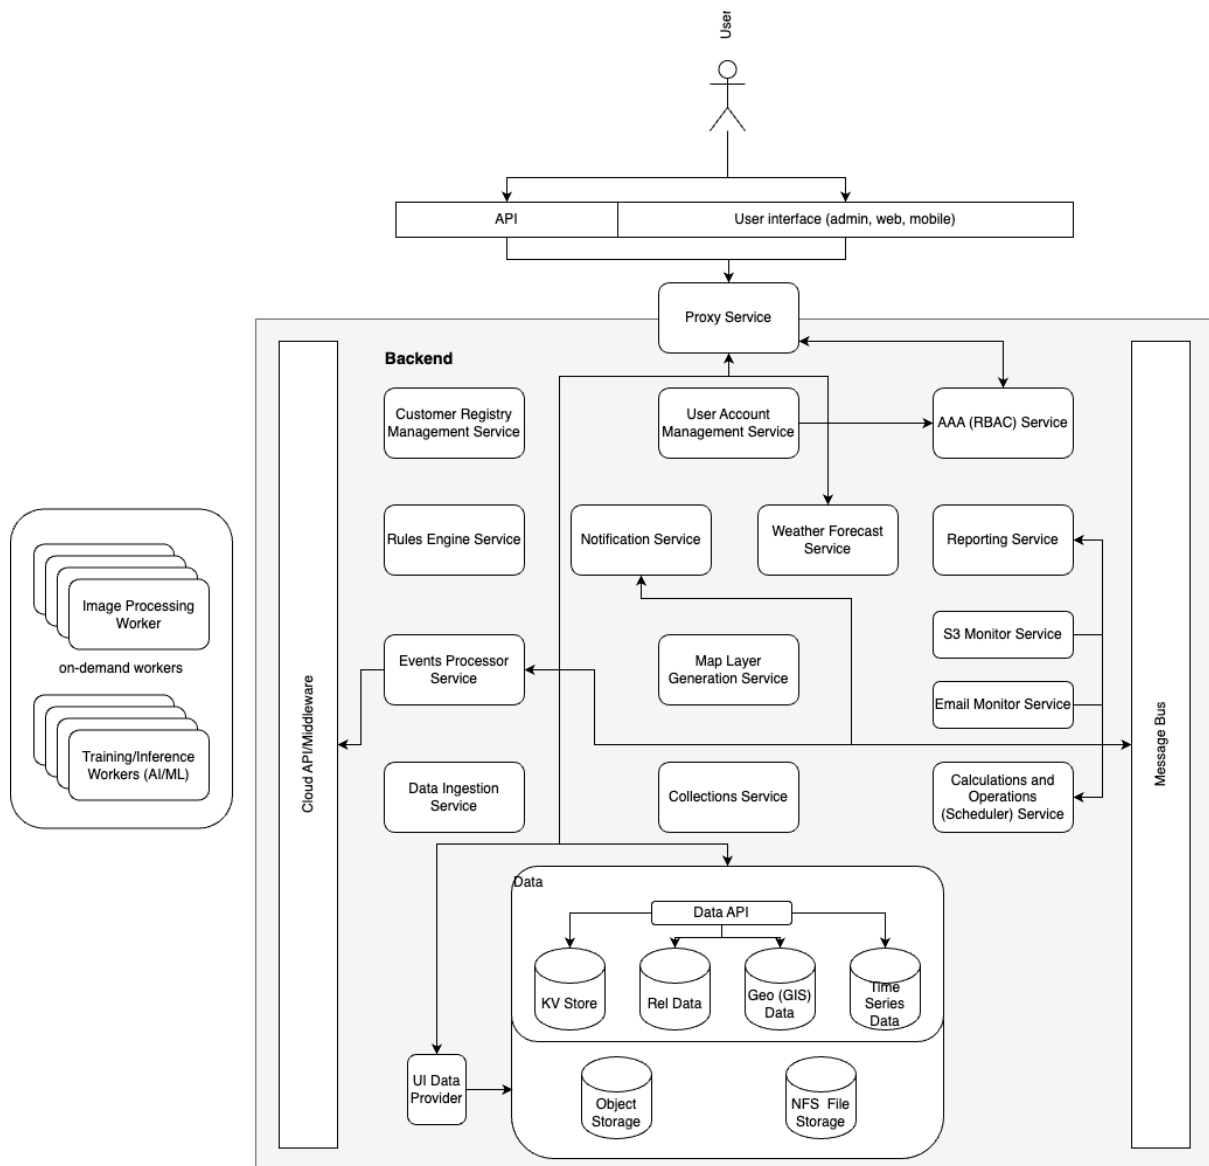 User
API
User interface (admin, web, mobile)
Proxy Service
Backend
Customer Registry
Management Service
User Account
Management Service
AAA (RBAC) Service
Rules Engine Service
Notification Service
Weather Forecast
Service
Reporting Service
Image Processing
Worker
on-demand workers
Training/Inference
Workers (AI/ML)
Cloud API/Middleware
Events Processor
Service
Map Layer
Generation Service
S3 Monitor Service
Email Monitor Service
Message Bus
Data Ingestion
Service
Collections Service
Calculations and
Operations
(Scheduler) Service
Data
Data API
KV Store
Rel Data
Geo (GIS)
Data
Time
Series
Data
UI Data
Provider
Object
Storage
NFS File
Storage